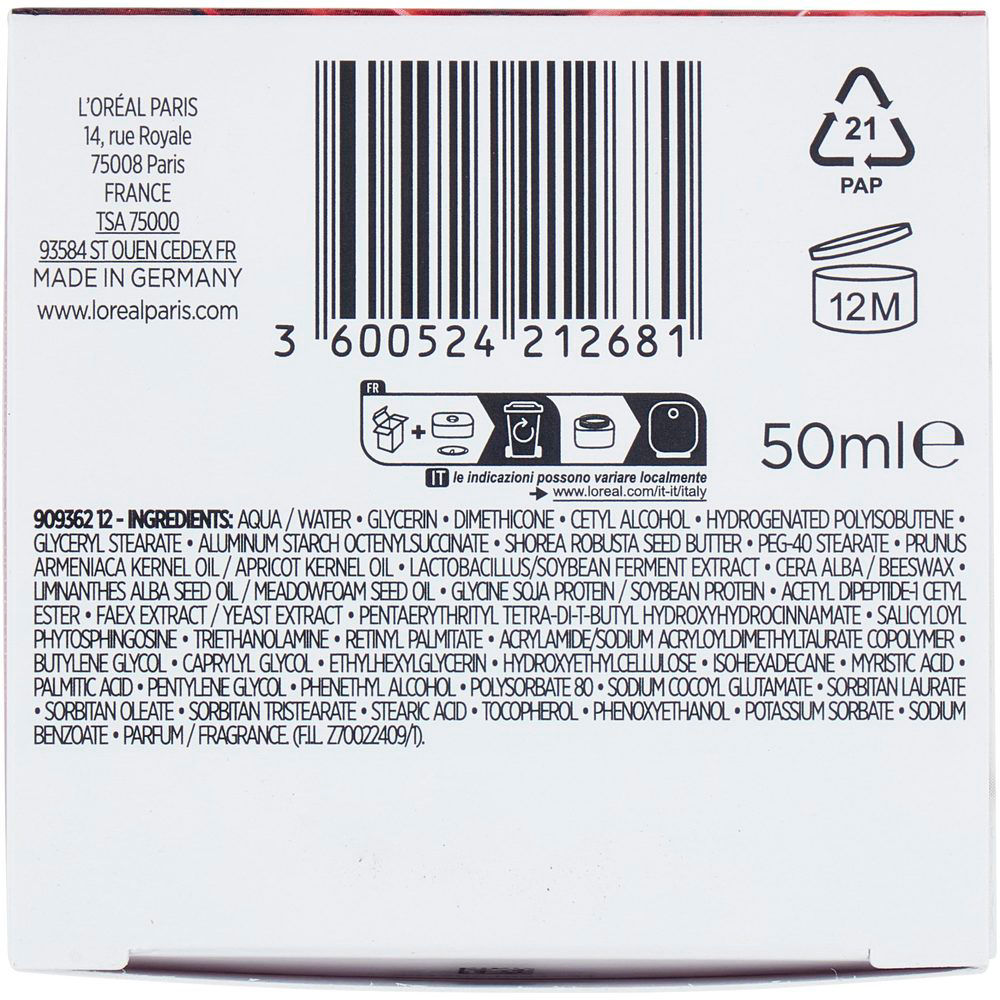 L'ORÉAL PARIS
14, rue Royale
75008 Paris
FRANCE
TSA 75000
93584 ST OUEN CEDEX FR
MADE IN GERMANY
www.lorealparis.com
3 600524 212681
21
PAP
12M
FR
50ml e
IT le indicazioni possono variare localmente
www.loreal.com/it-it/italy
909362 12 - INGREDIENTS: AQUA / WATER • GLYCERIN • DIMETHICONE • CETYL ALCOHOL • HYDROGENATED POLYISOBUTENE •
GLYCERYL STEARATE • ALUMINUM STARCH OCTENYLSUCCINATE • SHOREA ROBUSTA SEED BUTTER • PEG-40 STEARATE • PRUNUS
ARMENIACA KERNEL OIL / APRICOT KERNEL OIL • LACTOBACILLUS/SOYBEAN FERMENT EXTRACT • CERA ALBA / BEESWAX •
LIMNANTHES ALBA SEED OIL / MEADOWFOAM SEED OIL • GLYCINE SOJA PROTEIN / SOYBEAN PROTEIN • ACETYL DIPEPTIDE-1 CETYL
ESTER • FAEX EXTRACT / YEAST EXTRACT • PENTAERYTHRITYL TETRA-DI-T-BUTYL HYDROXYHYDROCINNAMATE • SALICYLOYL
PHYTOSPHINGOSINE • TRIETHANOLAMINE • RETINYL PALMITATE • ACRYLAMIDE/SODIUM ACRYLOYLDIMETHYLTAURATE COPOLYMER •
BUTYLENE GLYCOL • CAPRYLYL GLYCOL • ETHYLHEXYLGLYCERIN • HYDROXYETHYLCELLULOSE • ISOHEXADECANE • MYRISTIC ACID •
PALMITIC ACID • PENTYLENE GLYCOL • PHENETHYL ALCOHOL • POLYSORBATE 80 • SODIUM COCOYL GLUTAMATE • SORBITAN LAURATE
• SORBITAN OLEATE • SORBITAN TRISTEARATE • STEARIC ACID • TOCOPHEROL • PHENOXYETHANOL • POTASSIUM SORBATE • SODIUM
BENZOATE • PARFUM / FRAGRANCE. (F.I.L. Z70022409/1).